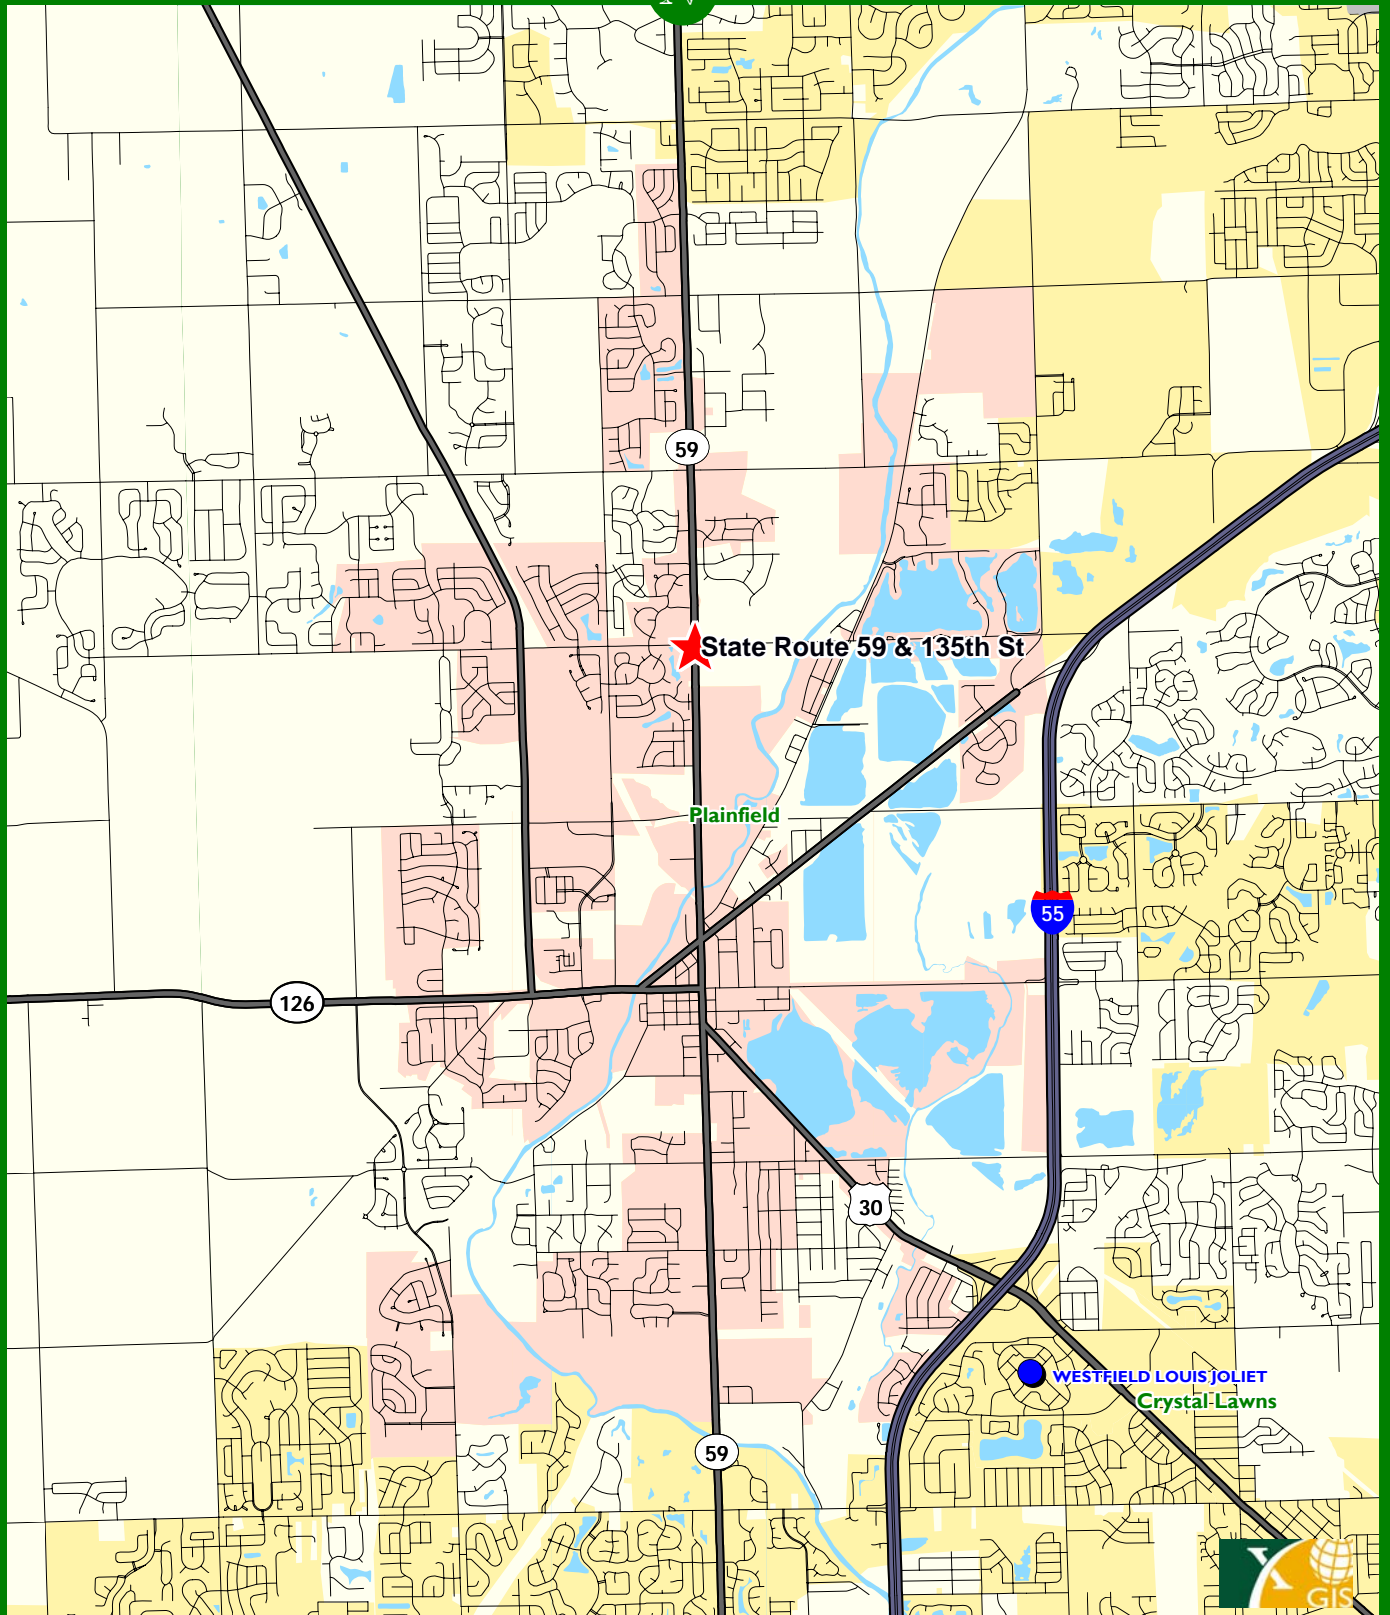 59
State Route 59 & 135th St
Plainfield
55
126
30
WESTFIELD LOUIS JOLIET
Crystal Lawns
59
X
GIS